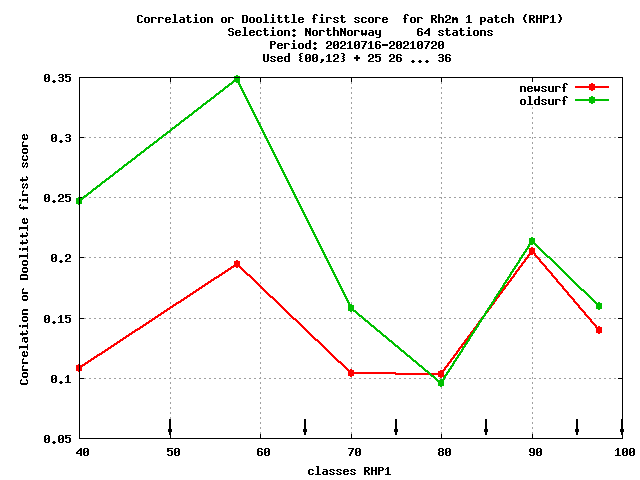 Correlation or Doolittle first score  for Rh2m 1 patch (RHP1)
Selection: NorthNorway     64 stations
Period: 20210716-20210720
Used {00,12} + 25 26 ... 36
newsurf
oldsurf
0.35
0.3
0.25
0.2
0.15
0.1
0.05
Correlation or Doolittle first score
40 50 60 70 80 90 100
classes RHP1